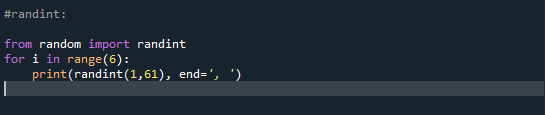 #randint:
from random import randint
for i in range(6):
    print(randint(1,61), end=', ')